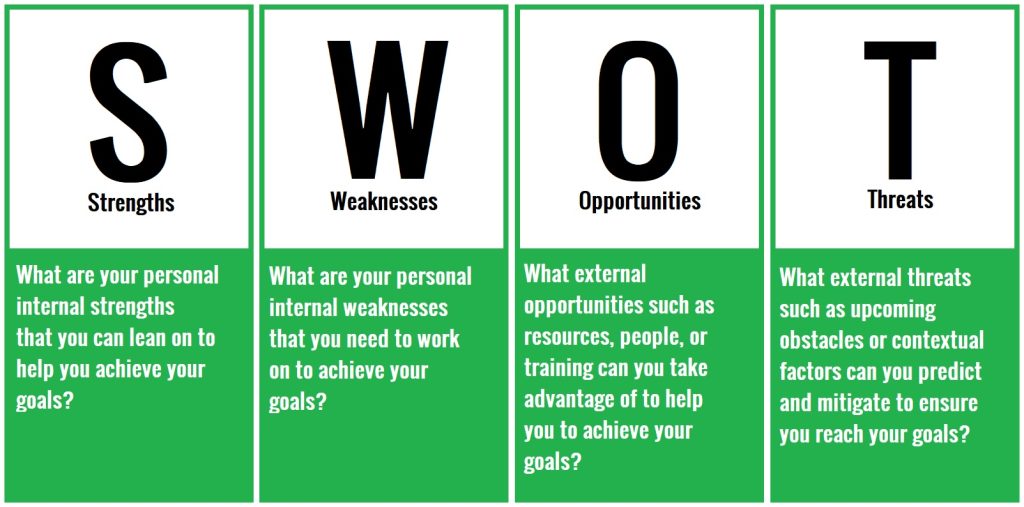 S
Strengths
What are your personal
internal strengths
that you can lean on to
help you achieve your
goals?
W
Weaknesses
What are your personal
internal weaknesses
that you need to work
on to achieve your
goals?
O
Opportunities
What external
opportunities such as
resources, people, or
training can you take
advantage of to help
you to achieve your
goals?
T
Threats
What external threats
such as upcoming
obstacles or contextual
factors can you predict
and mitigate to ensure
you reach your goals?